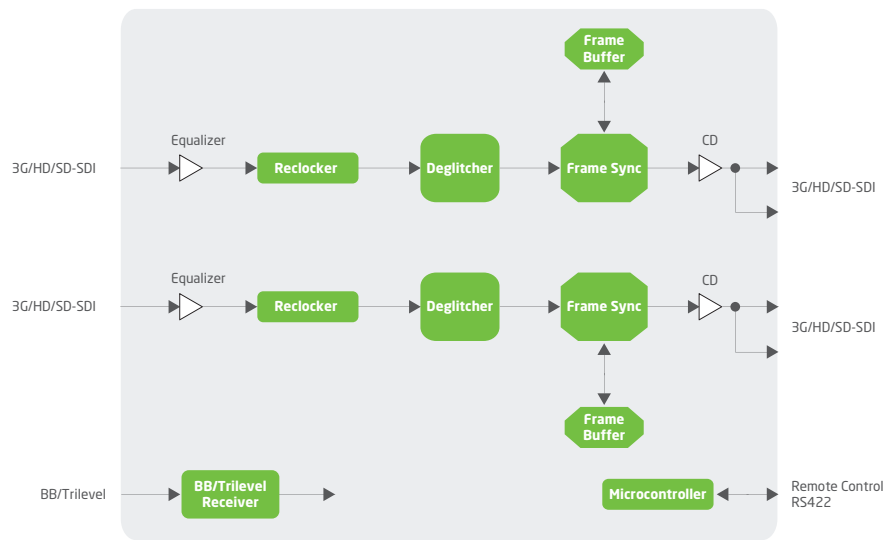 Frame
Buffer
Equalizer
CD
3G/HD/SD-SDI
Reclocker
Deglitcher
Frame Sync
3G/HD/SD-SDI
Equalizer
CD
3G/HD/SD-SDI
Reclocker
Deglitcher
Frame Sync
3G/HD/SD-SDI
Frame
Buffer
BB/Trilevel
BB/Trilevel
Receiver
Microcontroller
Remote Control
RS422